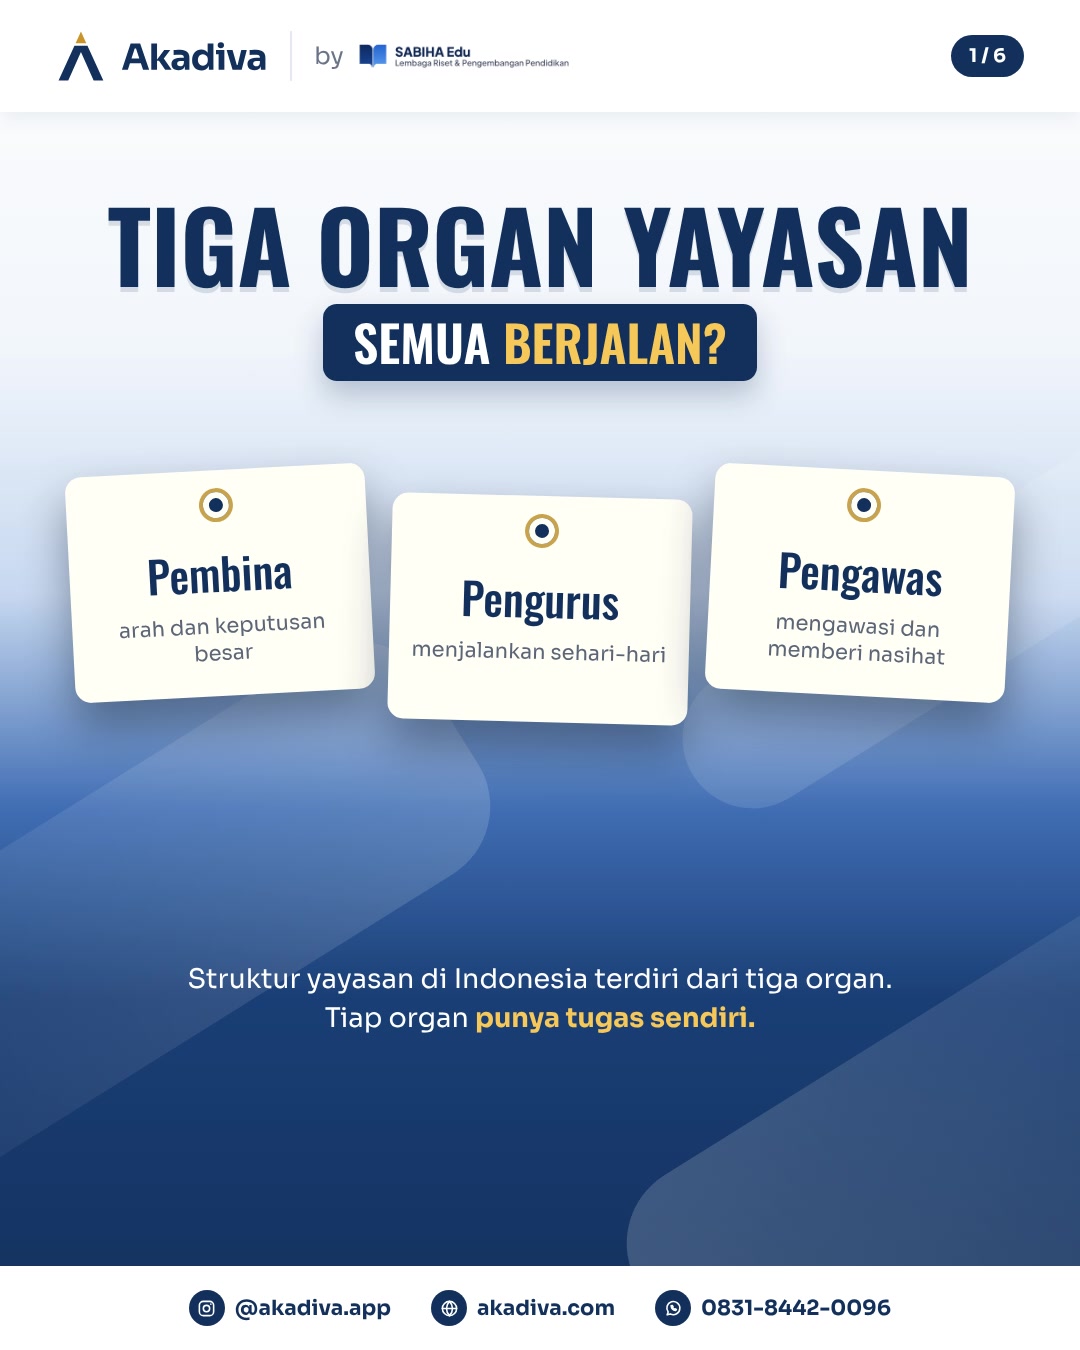 Akadiva
by
SABIHA Edu
Lembaga Riset & Pengembangan Pendidikan
1/6
TIGA ORGAN YAYASAN
SEMUA BERJALAN?
Pembina
arah dan keputusan
besar
Pengurus
menjalankan sehari-hari
Pengawas
mengawasi dan
memberi nasihat
Struktur yayasan di Indonesia terdiri dari tiga organ.
Tiap organ punya tugas sendiri.
@akadiva.app
akadiva.com
0831-8442-0096